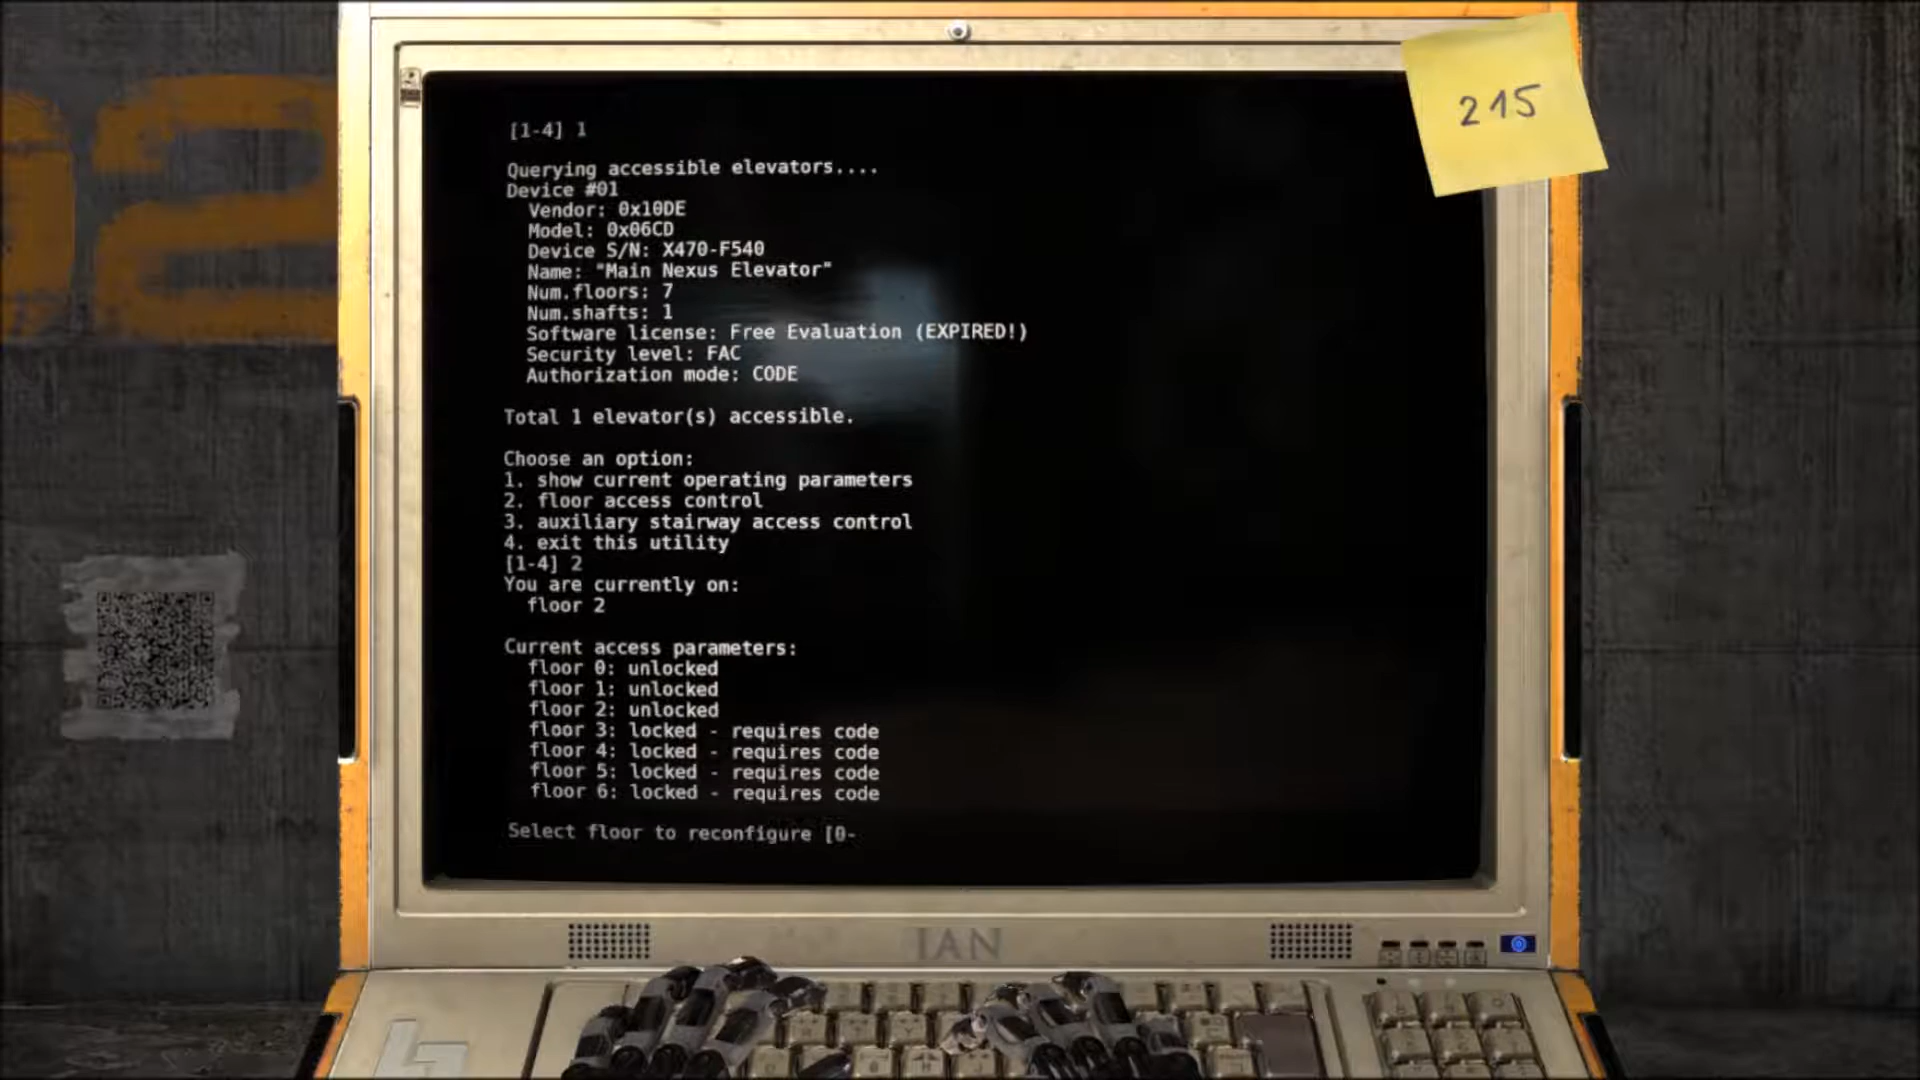 02
215
[1-4] 1
Querying accessible elevators....
Device #01
Vendor: 0x10DE
Model: 0x06CD
Device S/N: X470-F540
Name: "Main Nexus Elevator"
Num.floors: 7
Num.shafts: 1
Software license: Free Evaluation (EXPIRED!)
Security level: FAC
Authorization mode: CODE
Total 1 elevator(s) accessible.
Choose an option:
1. show current operating parameters
2. floor access control
3. auxiliary stairway access control
4. exit this utility
[1-4] 2
You are currently on:
floor 2
Current access parameters:
floor 0: unlocked
floor 1: unlocked
floor 2: unlocked
floor 3: locked - requires code
floor 4: locked - requires code
floor 5: locked - requires code
floor 6: locked - requires code
Select floor to reconfigure [0-
IAN